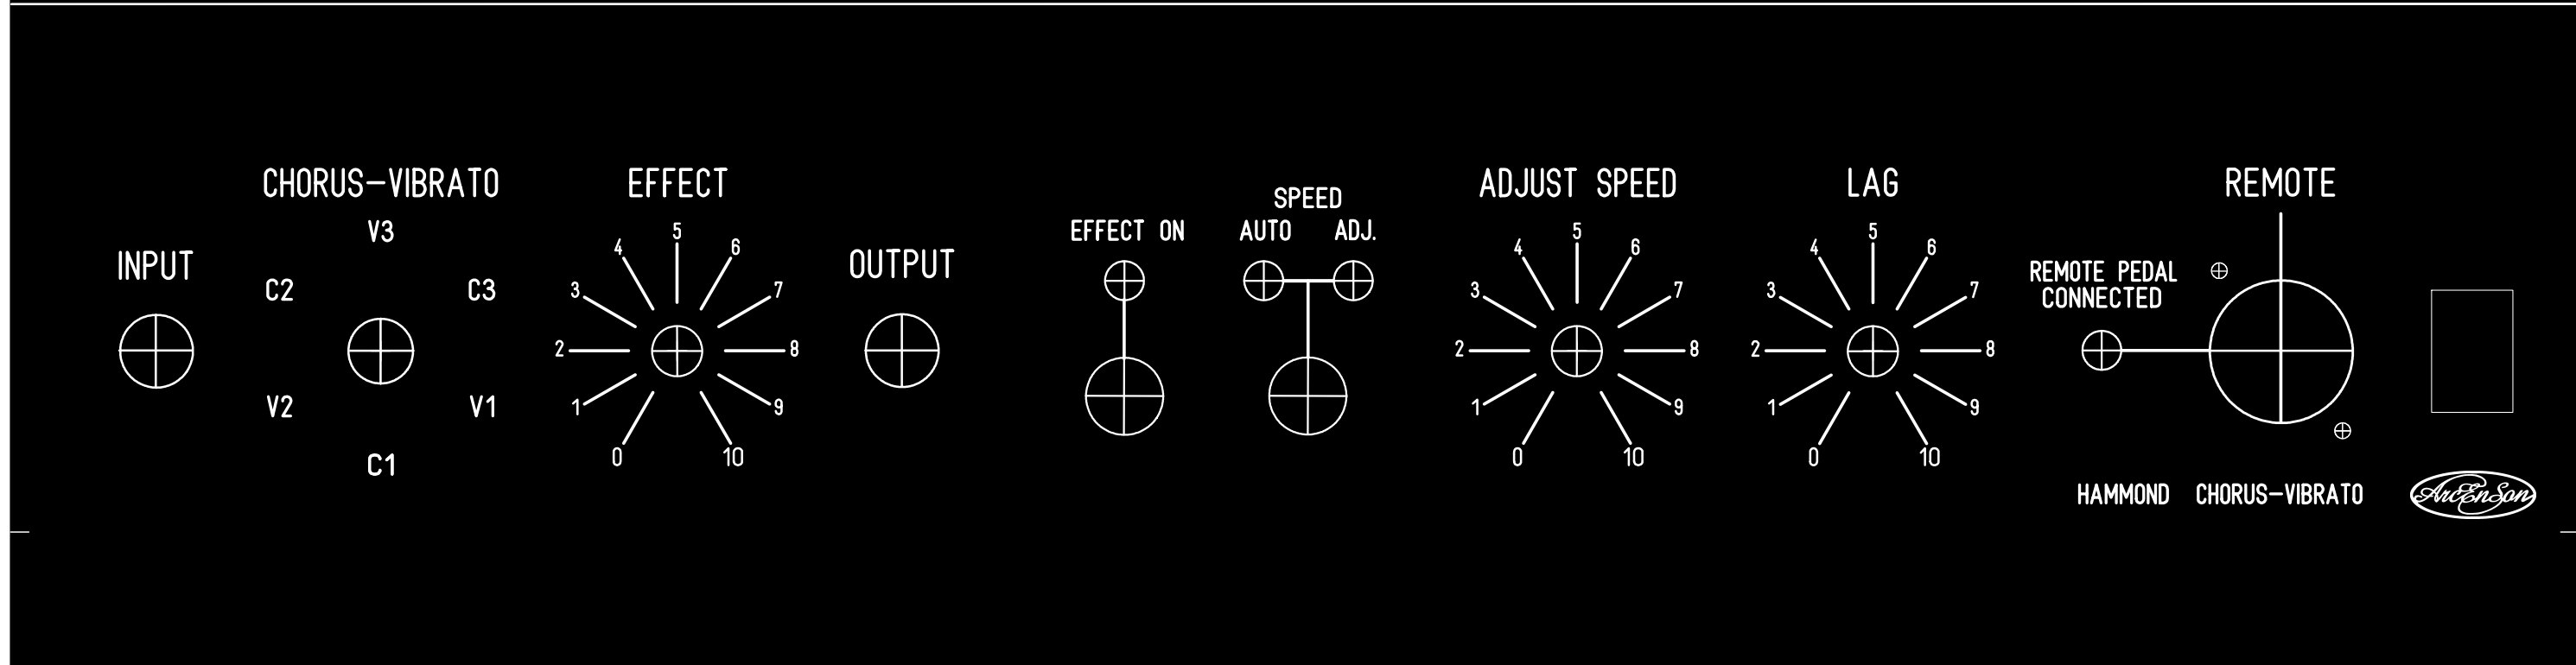 INPUT
CHORUS-VIBRATO
V3
C2
C3
V2
V1
C1
EFFECT
0
1
2
3
4
5
6
7
8
9
10
OUTPUT
EFFECT ON
SPEED
AUTO ADJ.
ADJUST SPEED
0
1
2
3
4
5
6
7
8
9
10
LAG
0
1
2
3
4
5
6
7
8
9
10
REMOTE
REMOTE PEDAL
CONNECTED
HAMMOND CHORUS-VIBRATO
ArcEnSon